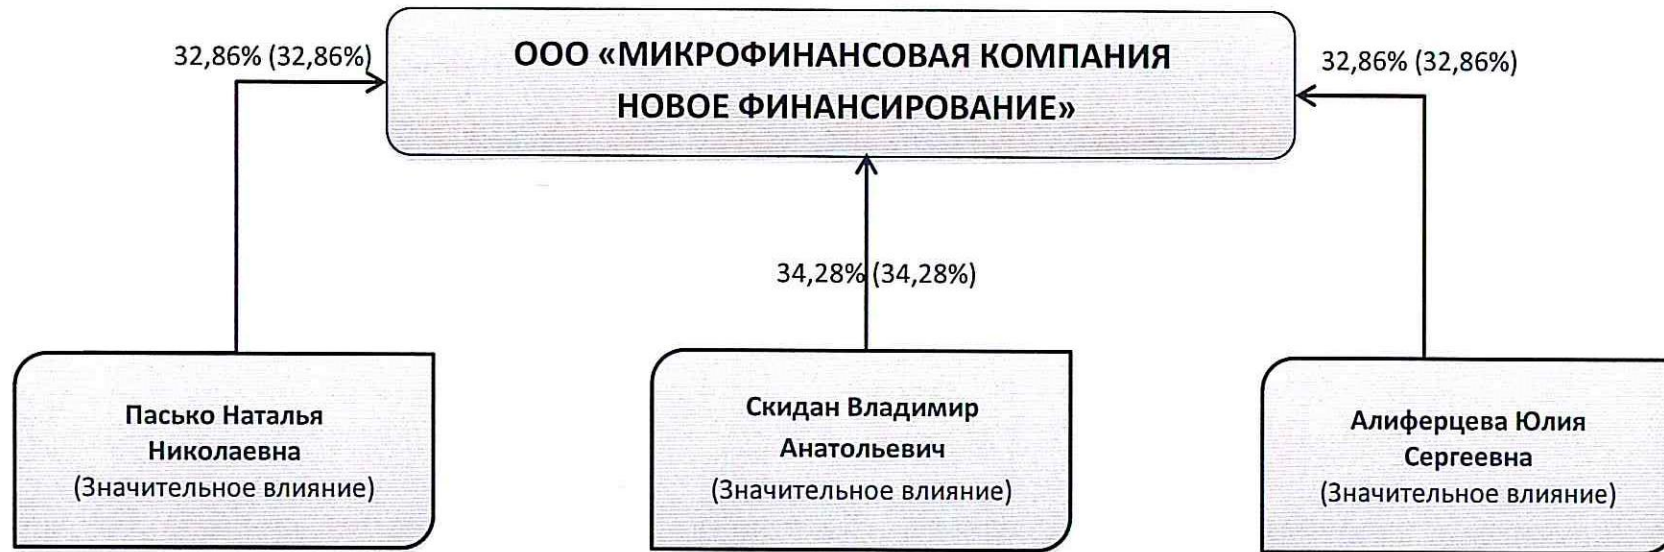 32,86% (32,86%)
ООО «МИКРОФИНАНСОВАЯ КОМПАНИЯ
НОВОЕ ФИНАНСИРОВАНИЕ»
32,86% (32,86%)
34,28% (34,28%)
Пасько Наталья
Николаевна
(Значительное влияние)
Скидан Владимир
Анатольевич
(Значительное влияние)
Алиферцева Юлия
Сергеевна
(Значительное влияние)